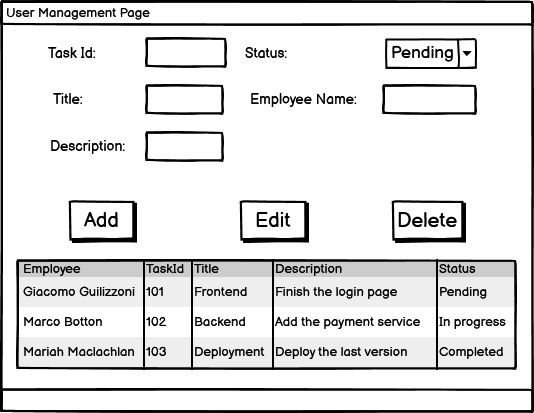 User Management Page
Task Id: Status: Pending
Title: Employee Name:
Description:
Add Edit Delete
Employee TaskId Title Description Status
Giacomo Guilizzoni 101 Frontend Finish the login page Pending
Marco Botton 102 Backend Add the payment service In progress
Mariah Maclachlan 103 Deployment Deploy the last version Completed